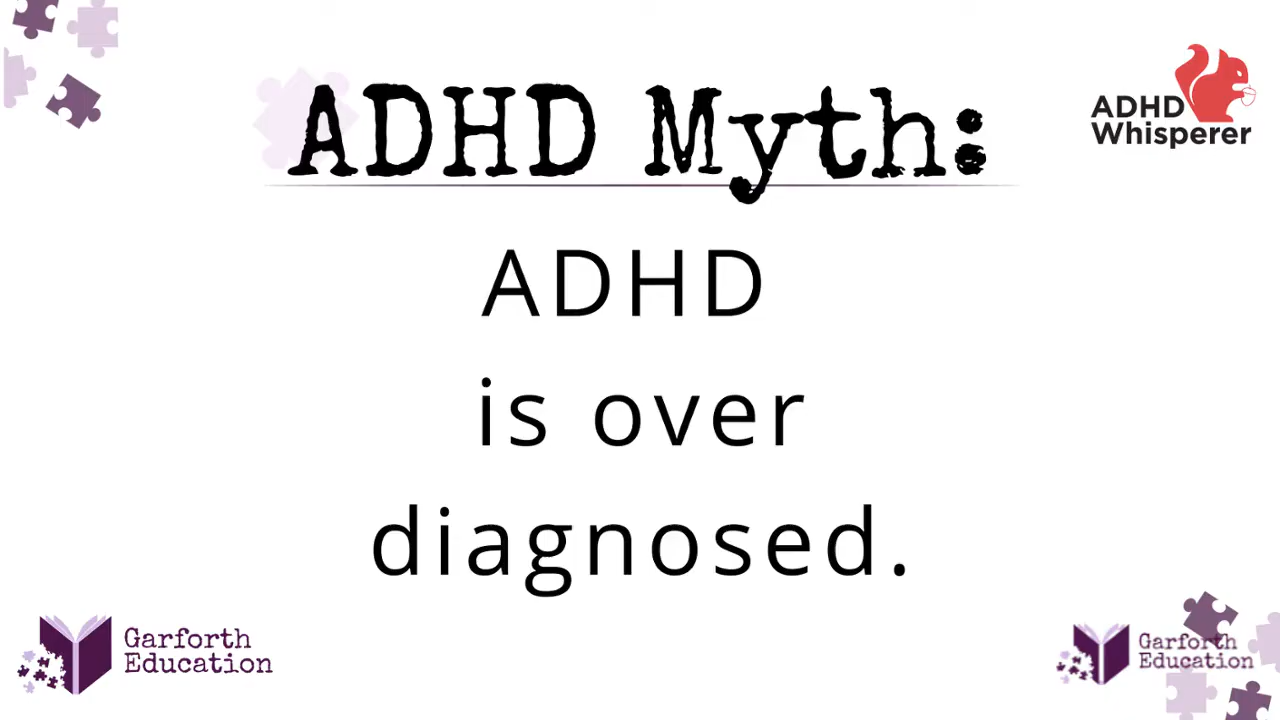 ADHD Myth:
ADHD
Whisperer
ADHD
is over
diagnosed.
Garforth
Education
Garforth
Education